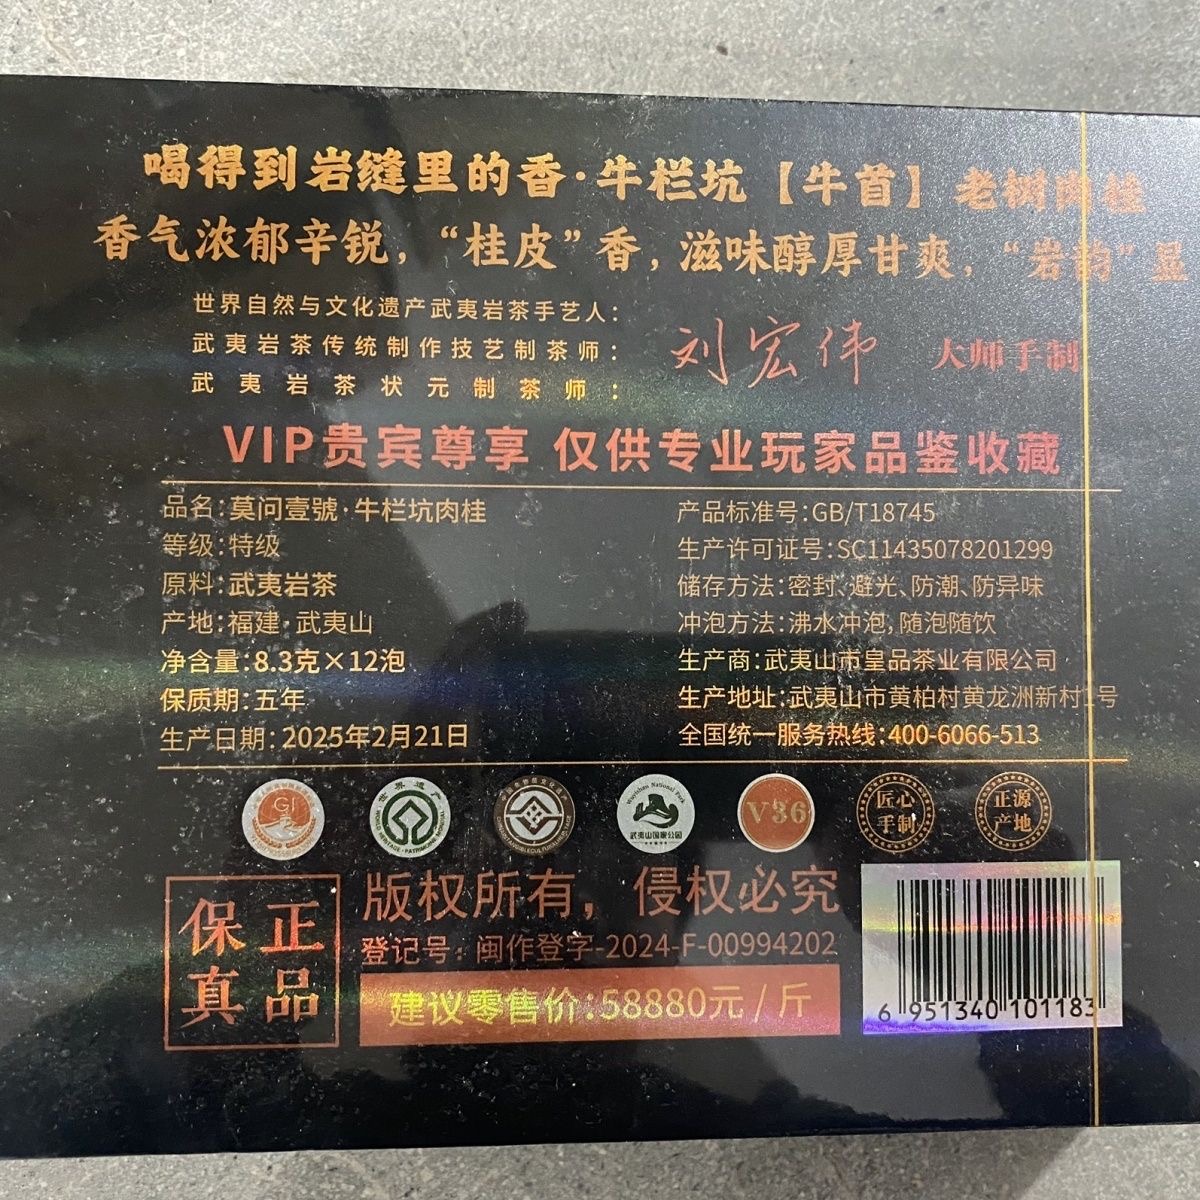 喝得到岩缝里的香·牛栏坑【牛首】老树肉桂
香气浓郁辛锐，“桂皮”香，滋味醇厚甘爽，“岩韵”显
世界自然与文化遗产武夷岩茶手艺人：
武夷岩茶传统制作技艺制茶师：
武夷岩茶状元制茶师：
刘宏伟 大师手制
VIP贵宾尊享 仅供专业玩家品鉴收藏
品名：莫问壹號·牛栏坑肉桂
等级：特级
原料：武夷岩茶
产地：福建·武夷山
净含量：8.3克×12泡
保质期：五年
生产日期：2025年2月21日
产品标准号：GB/T18745
生产许可证号：SC11435078201299
储存方法：密封、避光、防潮、防异味
冲泡方法：沸水冲泡，随泡随饮
生产商：武夷山市皇品茶业有限公司
生产地址：武夷山市黄柏村黄龙洲新村1号
全国统一服务热线：400-6066-513
GI
世界遗产
WORLD HERITAGE · PATRIMOINE MONDIAL
Wuyishan National Park
武夷山国家公园
V36
匠心
手制
正源
产地
保正
真品
版权所有，侵权必究
登记号：闽作登字-2024-F-00994202
建议零售价：58880元/斤
6 951340 101183